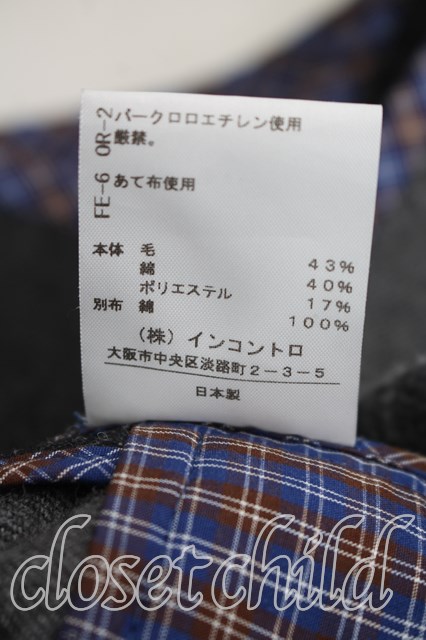 OR-2 パークロロエチレン使用
厳禁。
FE-6 あて布使用
本体 毛 43%
綿 40%
ポリエステル 17%
別布 綿 100%
(株) インコントロ
大阪市中央区淡路町2-3-5
日本製
closet child